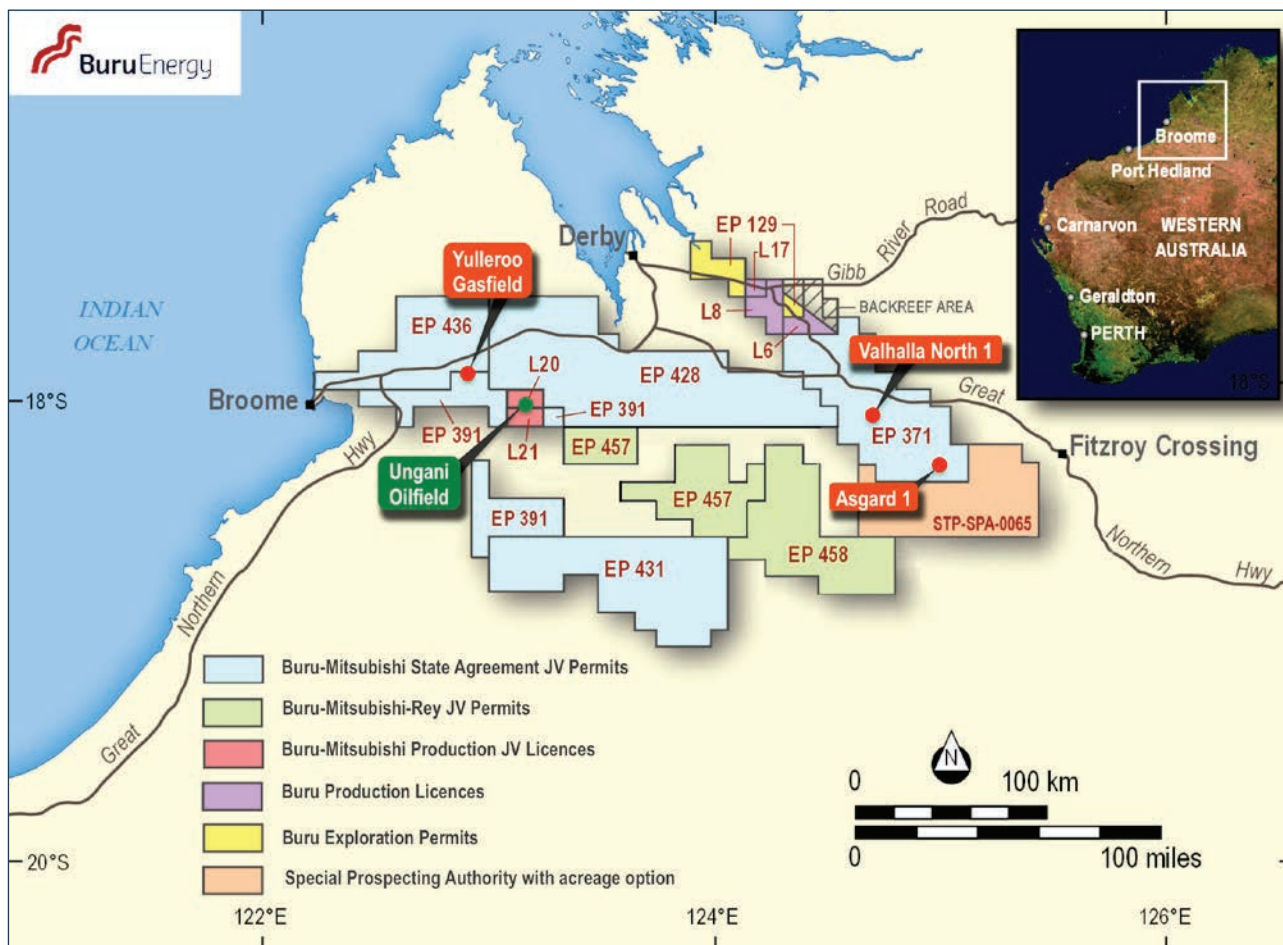 BuruEnergy
Broome
Port Hedland
Carnarvon
WESTERN
AUSTRALIA
Geraldton
PERTH
18°S
INDIAN
OCEAN
Derby
Yulleroo
Gasfield
EP 129
L17
Gibb
River
Road
BACKREEF AREA
L8
L6
EP 436
Valhalla North 1
L20
EP 428
Great
18°S
Broome
EP 391
EP 391
L21
EP 371
Fitzroy Crossing
Hwy
Ungani
Oilfield
EP 457
EP 457
Asgard 1
EP 391
STP-SPA-0065
EP 458
EP 431
Northern
Hwy
Northern
Great
Buru-Mitsubishi State Agreement JV Permits
Buru-Mitsubishi-Rey JV Permits
Buru-Mitsubishi Production JV Licences
Buru Production Licences
Buru Exploration Permits
Special Prospecting Authority with acreage option
N
0 100 km
0 100 miles
20°S
122°E
124°E
126°E